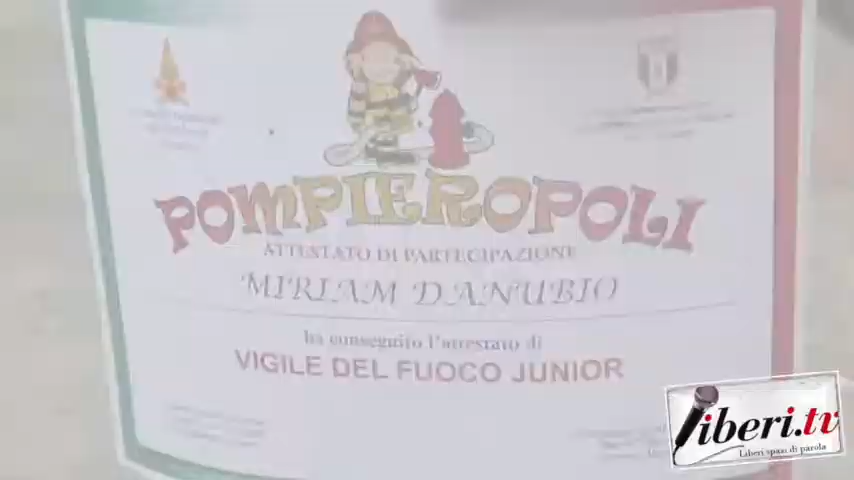 POMPIEROPOLI
ATTESTATO DI PARTECIPAZIONE
MIRIAM DANUBIO
ha conseguito l'attestato di
VIGILE DEL FUOCO JUNIOR
liberi.tv
Liberi spazi di parola